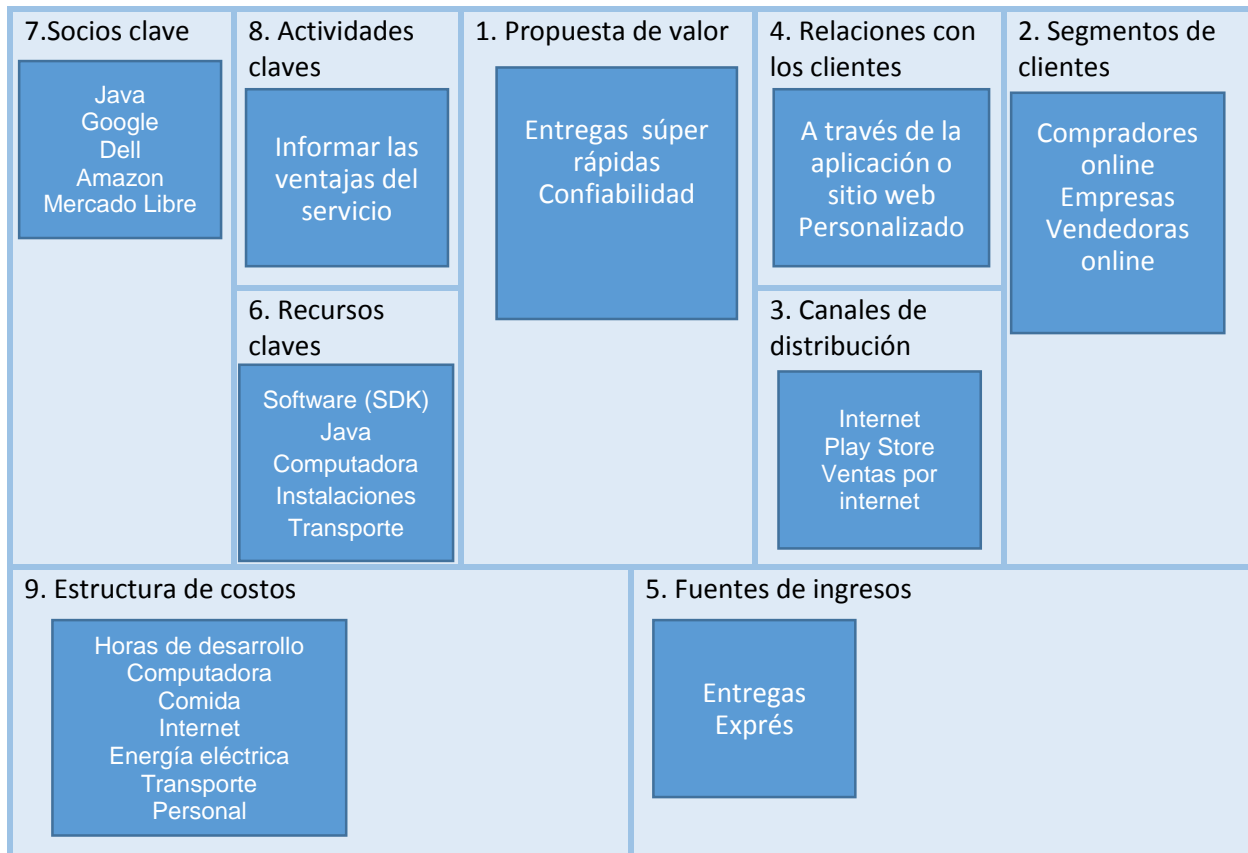 7.Socios clave
Java
Google
Dell
Amazon
Mercado Libre
8. Actividades
claves
Informar las
ventajas del
servicio
6. Recursos
claves
Software (SDK)
Java
Computadora
Instalaciones
Transporte
1. Propuesta de valor
Entregas súper
rápidas
Confiabilidad
4. Relaciones con
los clientes
A través de la
aplicación o
sitio web
Personalizado
3. Canales de
distribución
Internet
Play Store
Ventas por
internet
2. Segmentos de
clientes
Compradores
online
Empresas
Vendedoras
online
9. Estructura de costos
Horas de desarrollo
Computadora
Comida
Internet
Energía eléctrica
Transporte
Personal
5. Fuentes de ingresos
Entregas
Exprés